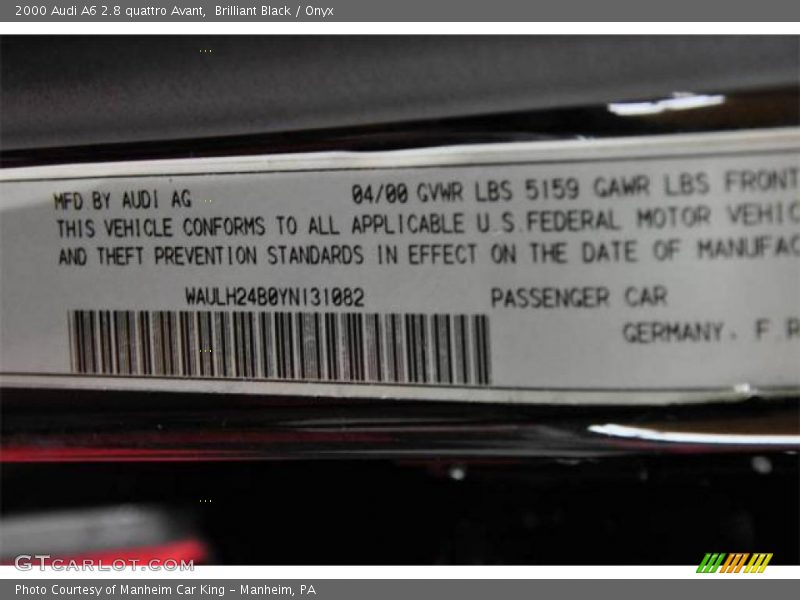 2000 Audi A6 2.8 quattro Avant, Brilliant Black / Onyx
MFD BY AUDI AG 04/00 GVWR LBS 5159 GAWR LBS FRONT
THIS VEHICLE CONFORMS TO ALL APPLICABLE U.S.FEDERAL MOTOR VEHIC
AND THEFT PREVENTION STANDARDS IN EFFECT ON THE DATE OF MANUFAC
WAULH24B0YN131082 PASSENGER CAR
GERMANY. F.R
GTCARLOT.COM
Photo Courtesy of Manheim Car King - Manheim, PA